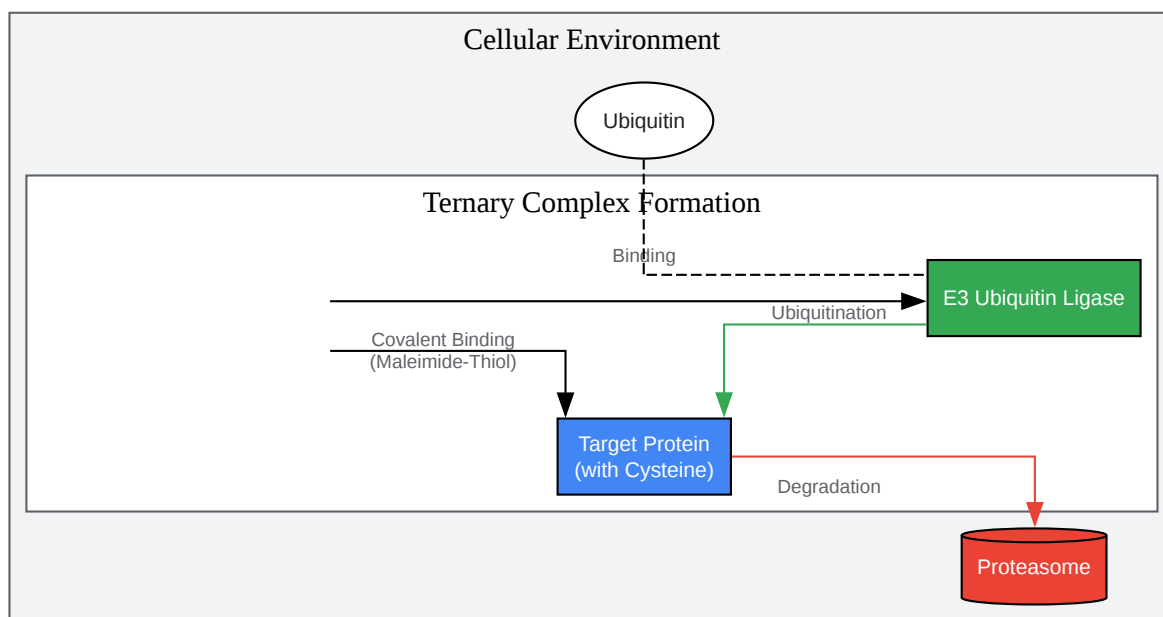 Cellular Environment
Ubiquitin
Ternary Complex Formation
Binding
E3 Ubiquitin Ligase
Ubiquitination
Covalent Binding
(Maleimide-Thiol)
Target Protein
(with Cysteine)
Degradation
Proteasome